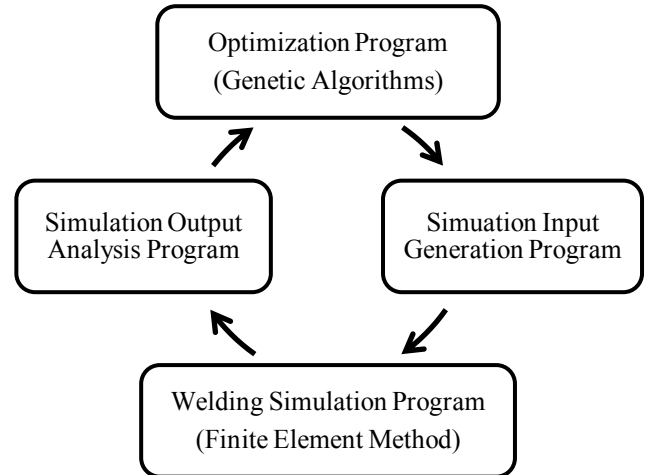 Optimization Program
(Genetic Algorithms)
Simulation Output
Analysis Program
Simuation Input
Generation Program
Welding Simulation Program
(Finite Element Method)